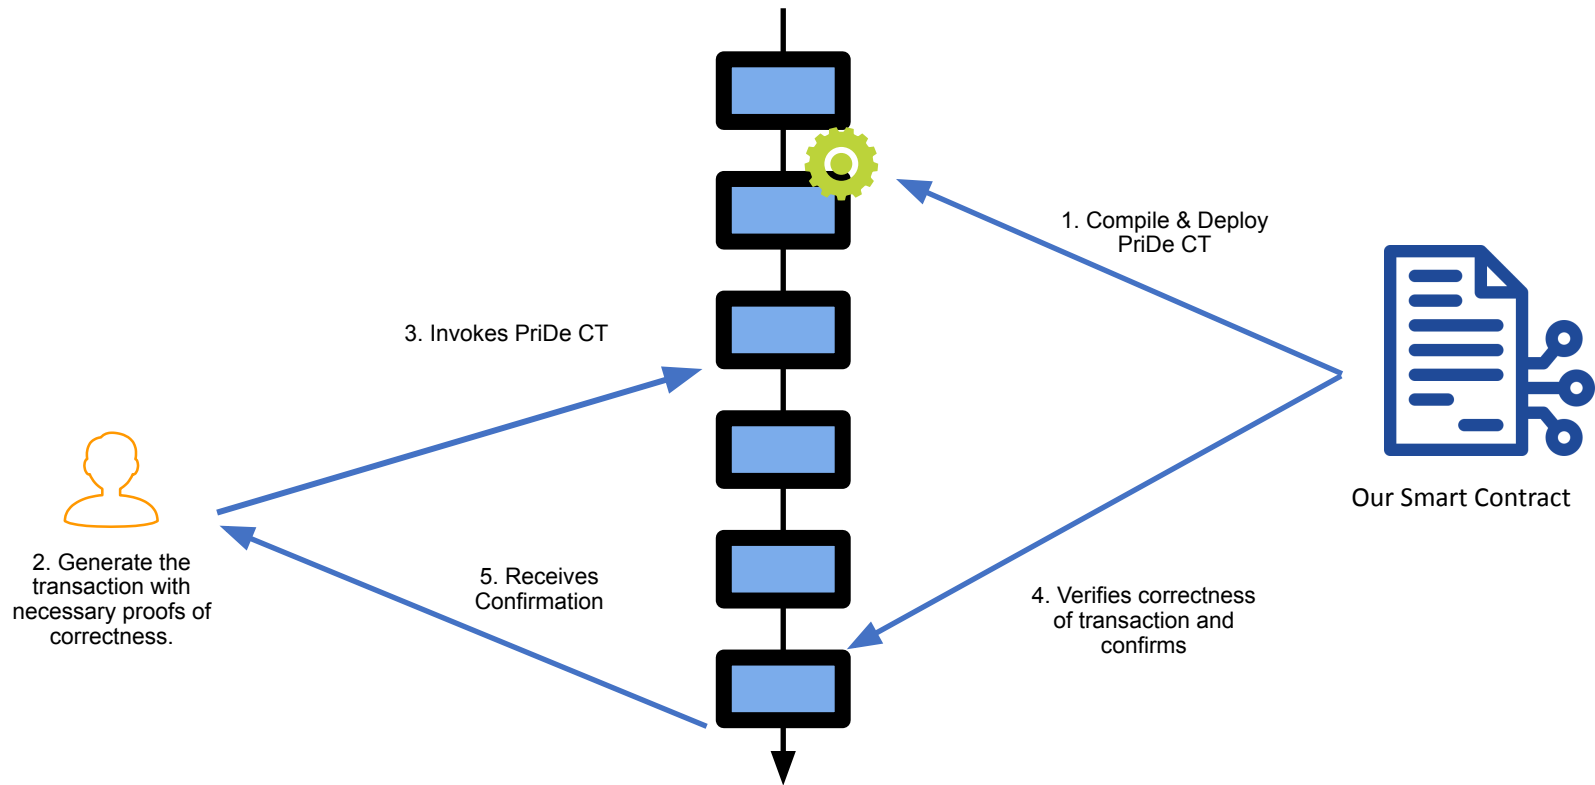 1. Compile & Deploy
PriDe CT
3. Invokes PriDe CT
Our Smart Contract
2. Generate the
transaction with
necessary proofs of
correctness.
5. Receives
Confirmation
4. Verifies correctness
of transaction and
confirms